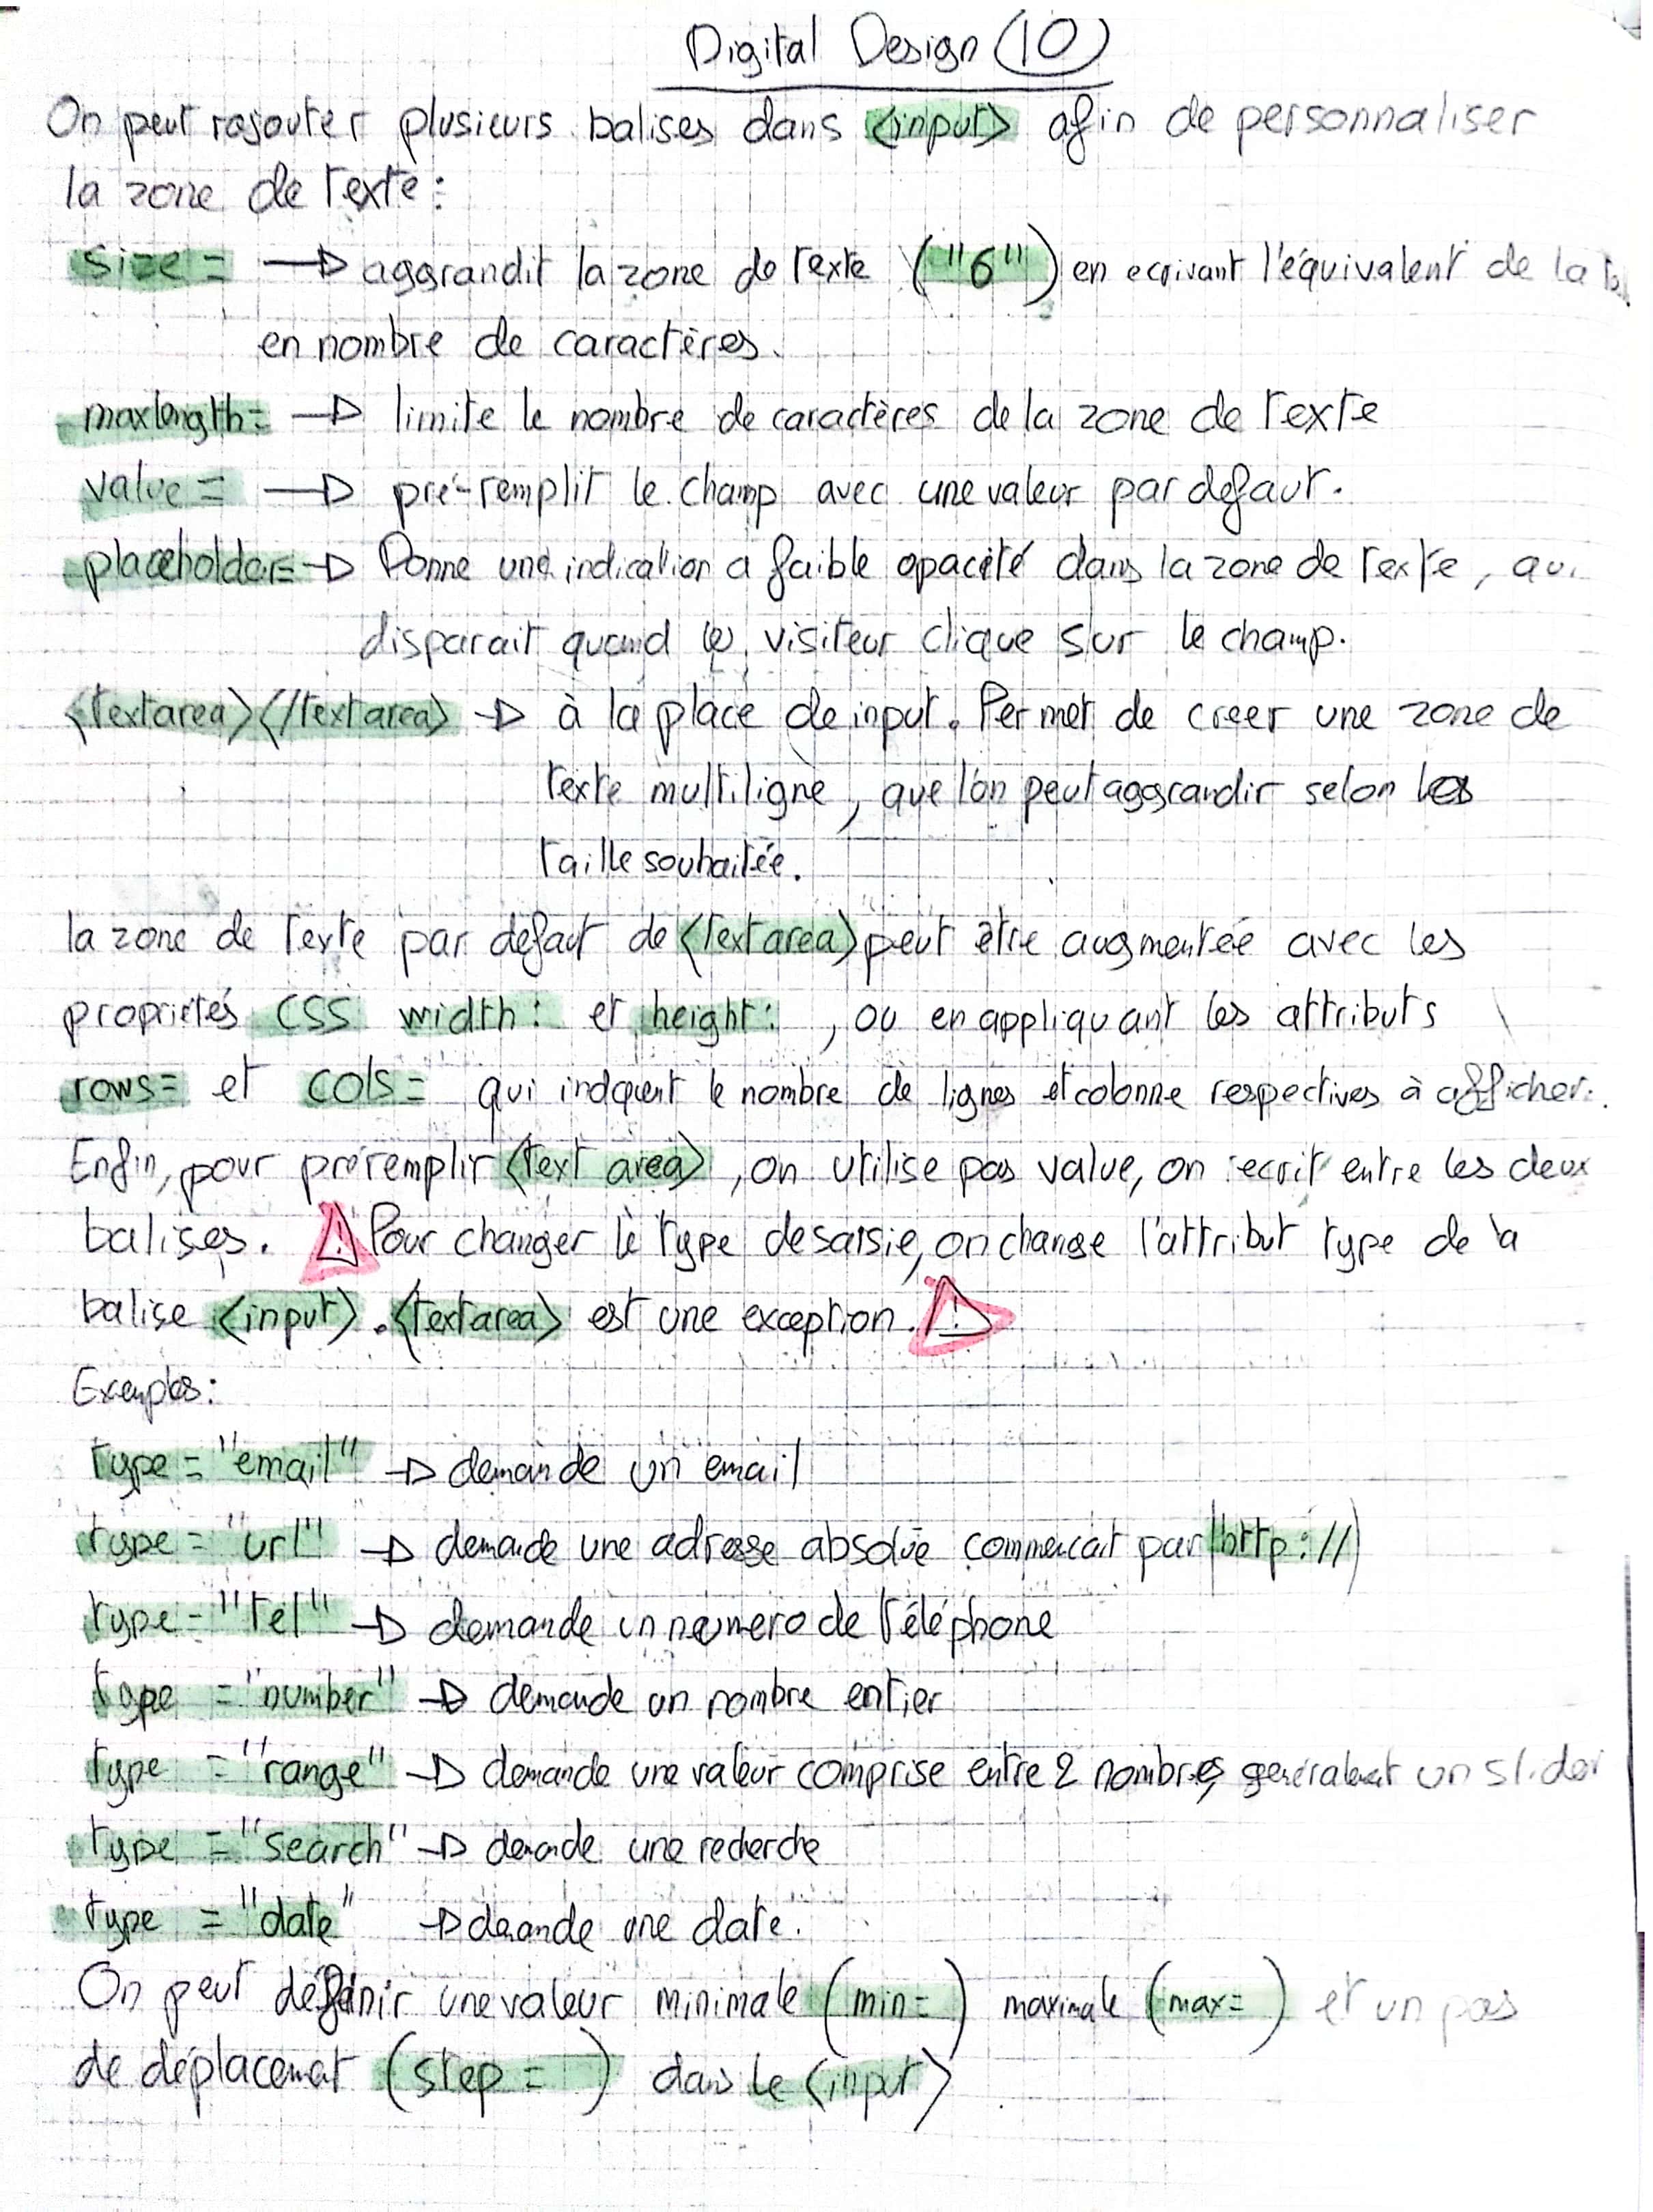 Digital Design (10)
On peut rajouter plusieurs balises dans <input> afin de personnaliser
la zone de texte :
size = → aggrandit la zone de texte ("6") en ecrivant l'équivalent de la
en nombre de caractères.
maxlength= → limite le nombre de caractères de la zone de texte
value = → pré-remplit le champ avec une valeur par defaut.
placeholder= → Donne une indication a faible opacité dans la zone de texte, qui
disparait quand le visiteur clique sur le champ.
<textarea></textarea> → à la place de input. Permet de creer une zone de
texte multiligne, que l'on peut aggrandir selon
taille souhaitée.
la zone de texte par defaut de <textarea> peut être augmentée avec les
propriétés CSS width: et height: , ou en appliquant les attributs
rows= et cols= qui indiquent le nombre de lignes et colonne respectives à afficher.
Enfin, pour préremplir <text area>, on utilise pas value, on ecrit entre les deux
balises. ⚠ Pour changer le type de saisie, on change l'attribut type de la
balise <input>. <textarea> est une exception. ⚠
Exemples :
type = "email" → demande un email
type = "url" → demande une adresse absolue commencait par (http://)
type = "tel" → demande un numero de téléphone
type = "number" → demande un nombre entier
type = "range" → demande une valeur comprise entre 2 nombres, generalement un slider
type = "search" → demande une recherche
type = "date" → demande une date.
On peut définir une valeur minimale (min= ) maximale (max= ) et un pas
de déplacement (step = ) dans le <input>